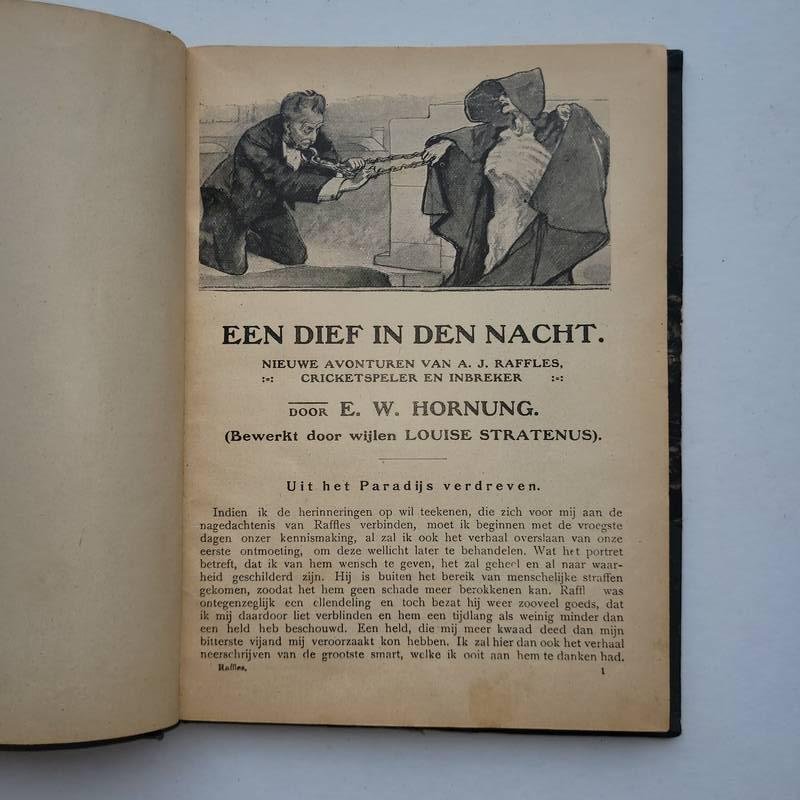 EEN DIEF IN DEN NACHT.
NIEUWE AVONTUREN VAN A. J. RAFFLES,
:-: CRICKETSPELER EN INBREKER :-:
DOOR E. W. HORNUNG.
(Bewerkt door wijlen LOUISE STRATENUS).
Uit het Paradijs verdreven.
Indien ik de herinneringen op wil teekenen, die zich voor mij aan de
nagedachtenis van Raffles verbinden, moet ik beginnen met de vroegste
dagen onzer kennismaking, al zal ik ook het verhaal overslaan van onze
eerste ontmoeting, om deze wellicht later te behandelen. Wat het portret
betreft, dat ik van hem wensch te geven, het zal geheel en al naar waar-
heid geschilderd zijn. Hij is buiten het bereik van menschelijke straffen
gekomen, zoodat het hem geen schade meer berokkenen kan. Raffl was
ontegenzeglijk een ellendeling en toch bezat hij weer zooveel goeds, dat
ik mij daardoor liet verblinden en hem een tijdlang als weinig minder dan
een held heb beschouwd. Een held, die mij meer kwaad deed dan mijn
bitterste vijand mij veroorzaakt kon hebben. Ik zal hier dan ook het verhaal
neerschrijven van de grootste smart, welke ik ooit aan hem te danken had.
Raffles. 1